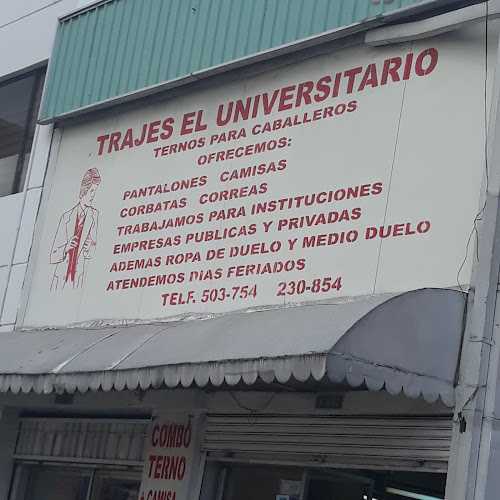 TRAJES EL UNIVERSITARIO
TERNOS PARA CABALLEROS
OFRECEMOS:
PANTALONES CAMISAS
CORBATAS CORREAS
TRABAJAMOS PARA INSTITUCIONES
EMPRESAS PUBLICAS Y PRIVADAS
ADEMAS ROPA DE DUELO Y MEDIO DUELO
ATENDEMOS DIAS FERIADOS
TELF. 503-754 230-854
COMBO
TERNO
+ CAMISA